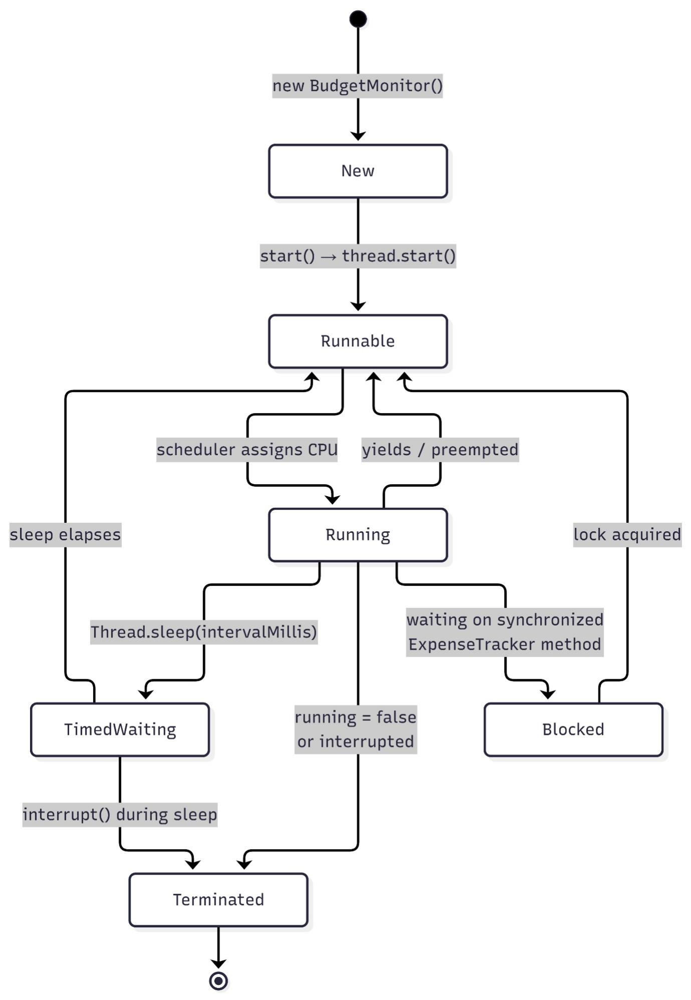 new BudgetMonitor()
New
start() → thread.start()
Runnable
scheduler assigns CPU
yields / preempted
sleep elapses
Running
lock acquired
Thread.sleep(intervalMillis)
waiting on synchronized
ExpenseTracker method
running = false
or interrupted
TimedWaiting
Blocked
interrupt() during sleep
Terminated